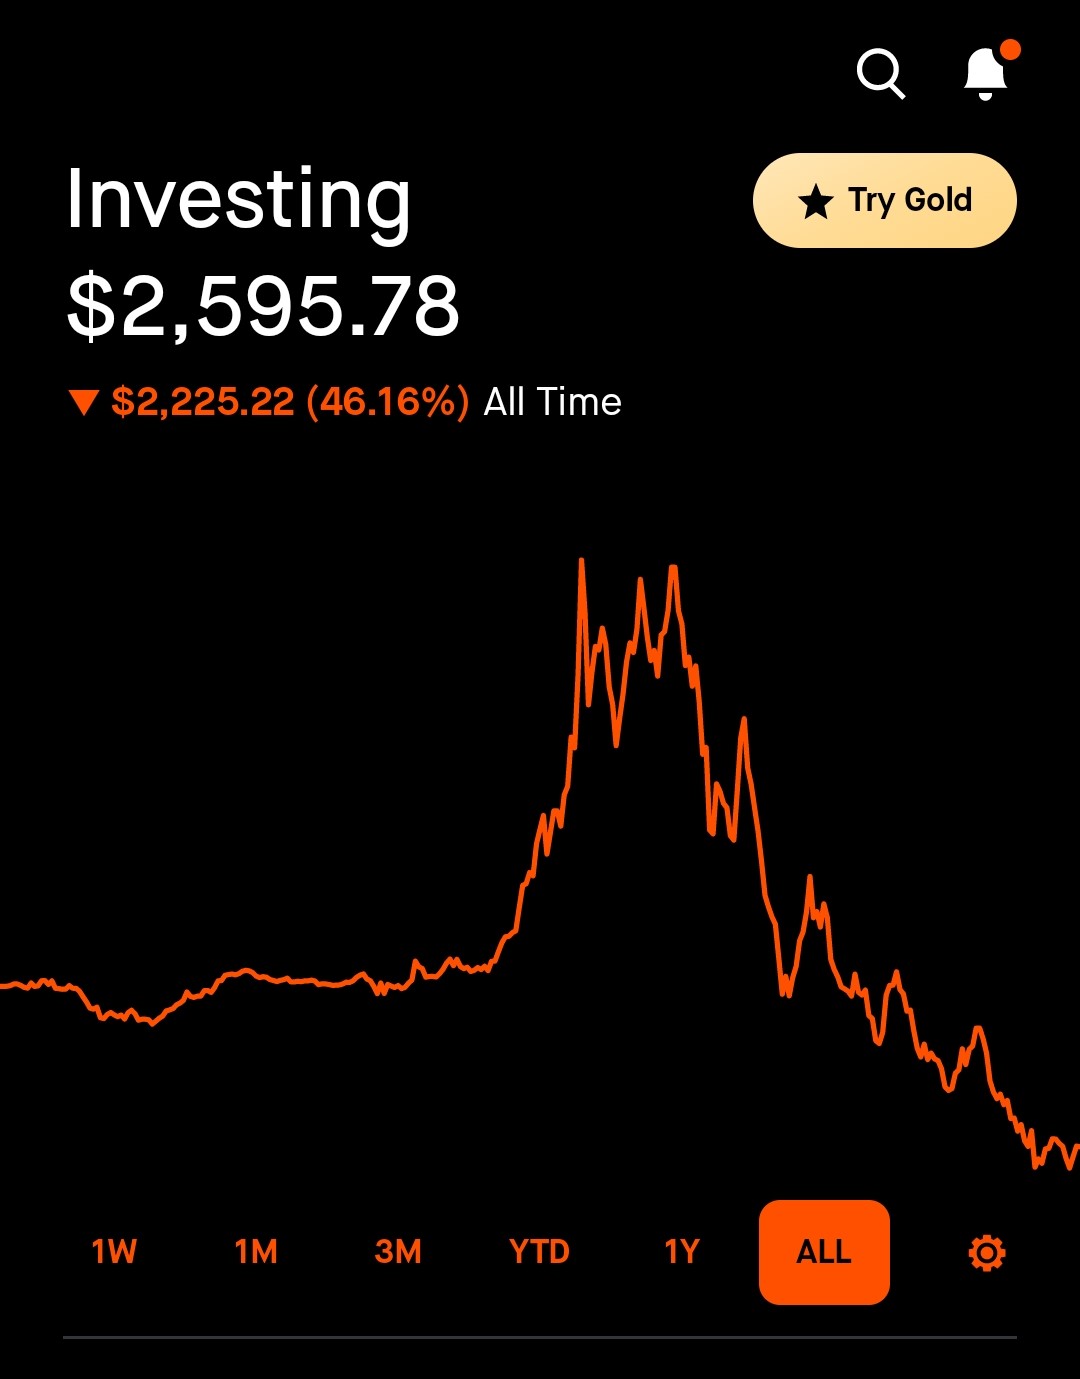 Investing
Try Gold
$2,595.78
▼ $2,225.22 (46.16%) All Time
1W 1M 3M YTD 1Y ALL